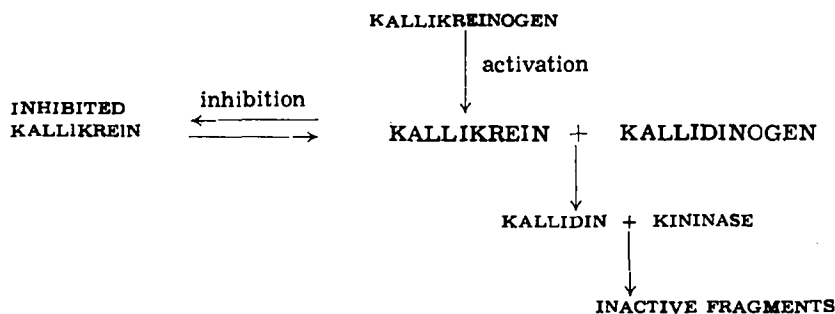 KALLIKREINOGEN
activation
inhibition
INHIBITED
KALLIKREIN
KALLIKREIN + KALLIDINOGEN
KALLIDIN + KININASE
INACTIVE FRAGMENTS